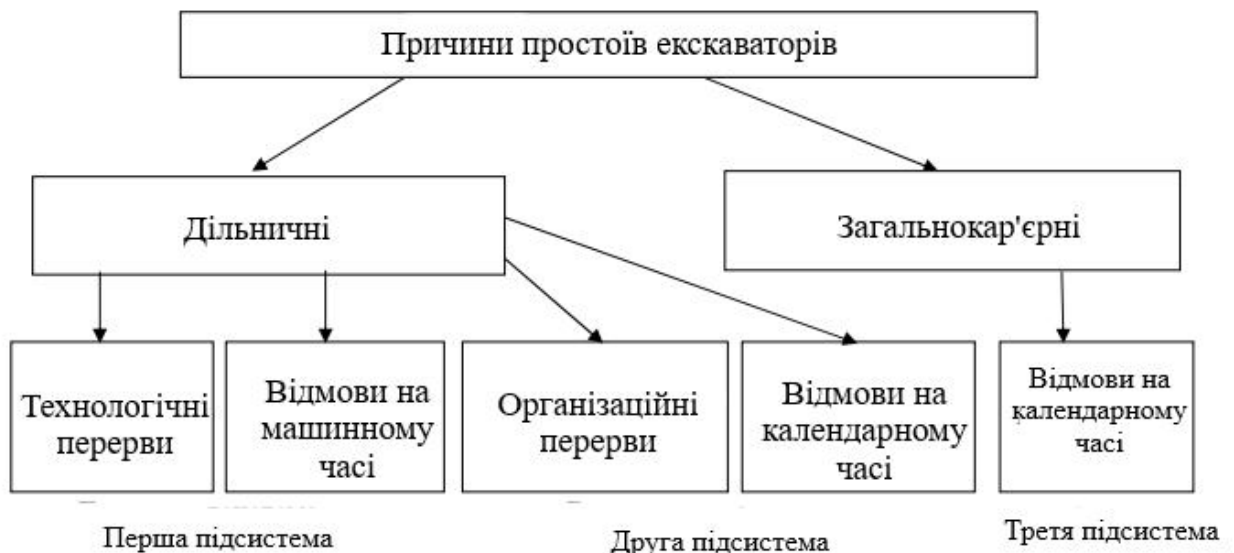 Причини простоїв екскаваторів
Дільничні
Загальнокар'єрні
Технологічні
перерви
Відмови на
машинному
часі
Організаційні
перерви
Відмови на
календарному
часі
Відмови на
календарному
часі
Перша підсистема
Друга підсистема
Третя підсистема